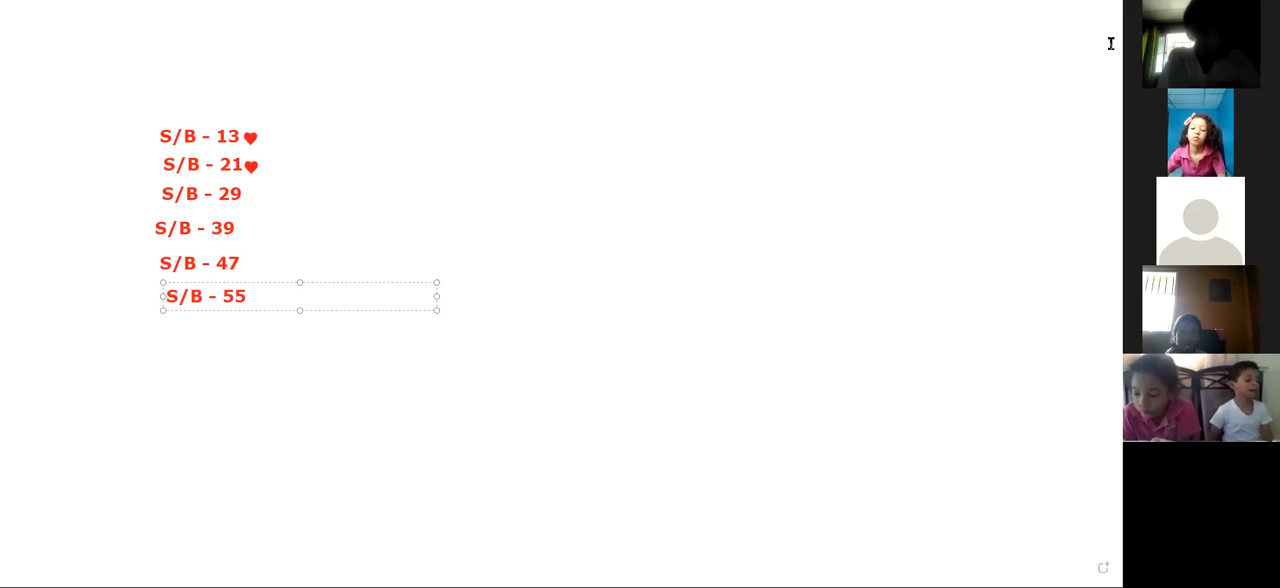 S/B - 13
S/B - 21
S/B - 29
S/B - 39
S/B - 47
S/B - 55